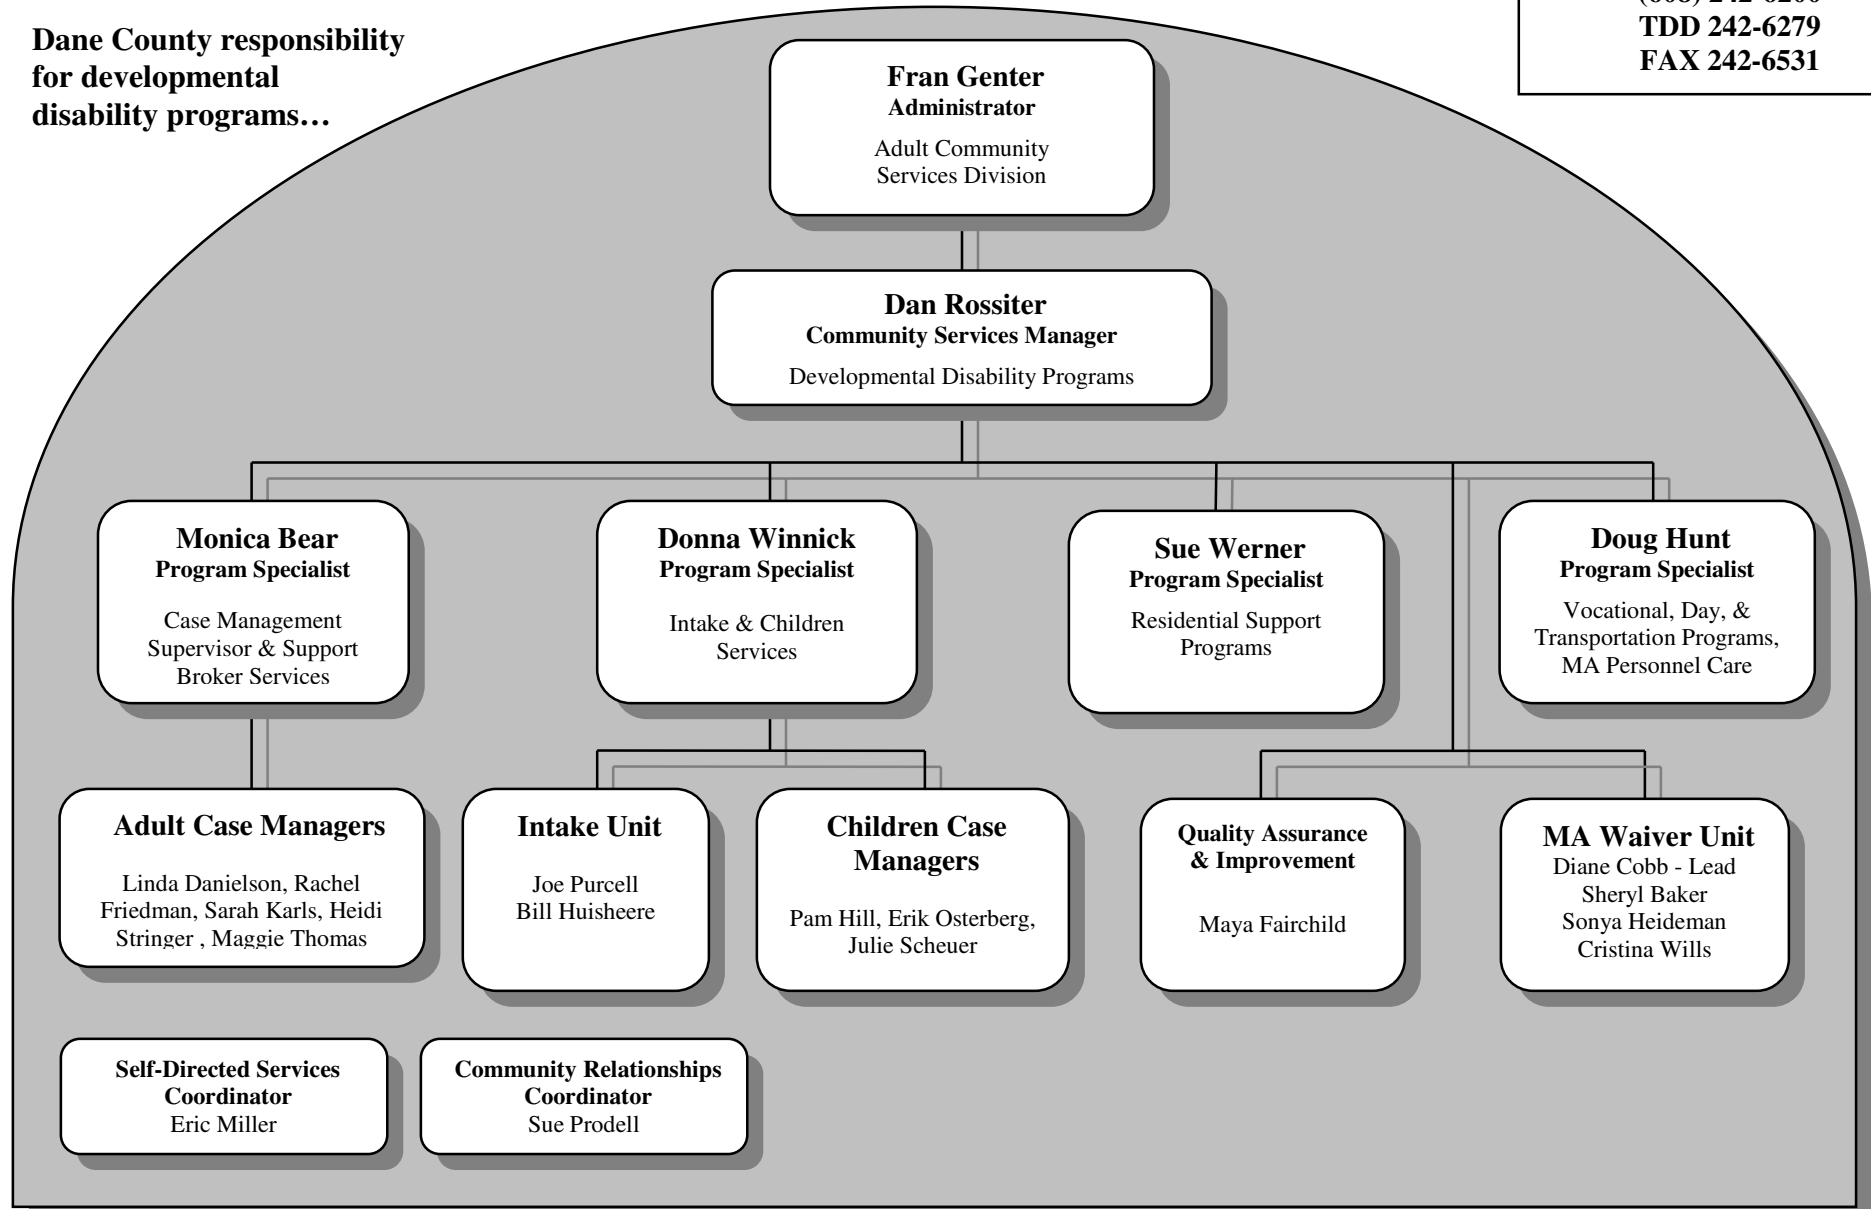 Dane County responsibility
for developmental
disability programs…
TDD 242-6279
FAX 242-6531
Fran Genter
Administrator
Adult Community
Services Division
Dan Rossiter
Community Services Manager
Developmental Disability Programs
Monica Bear
Program Specialist
Case Management
Supervisor & Support
Broker Services
Donna Winnick
Program Specialist
Intake & Children
Services
Sue Werner
Program Specialist
Residential Support
Programs
Doug Hunt
Program Specialist
Vocational, Day, &
Transportation Programs,
MA Personnel Care
Adult Case Managers
Linda Danielson, Rachel
Friedman, Sarah Karls, Heidi
Stringer , Maggie Thomas
Intake Unit
Joe Purcell
Bill Huisheere
Children Case
Managers
Pam Hill, Erik Osterberg,
Julie Scheuer
Quality Assurance
& Improvement
Maya Fairchild
MA Waiver Unit
Diane Cobb - Lead
Sheryl Baker
Sonya Heideman
Cristina Wills
Self-Directed Services
Coordinator
Eric Miller
Community Relationships
Coordinator
Sue Prodell